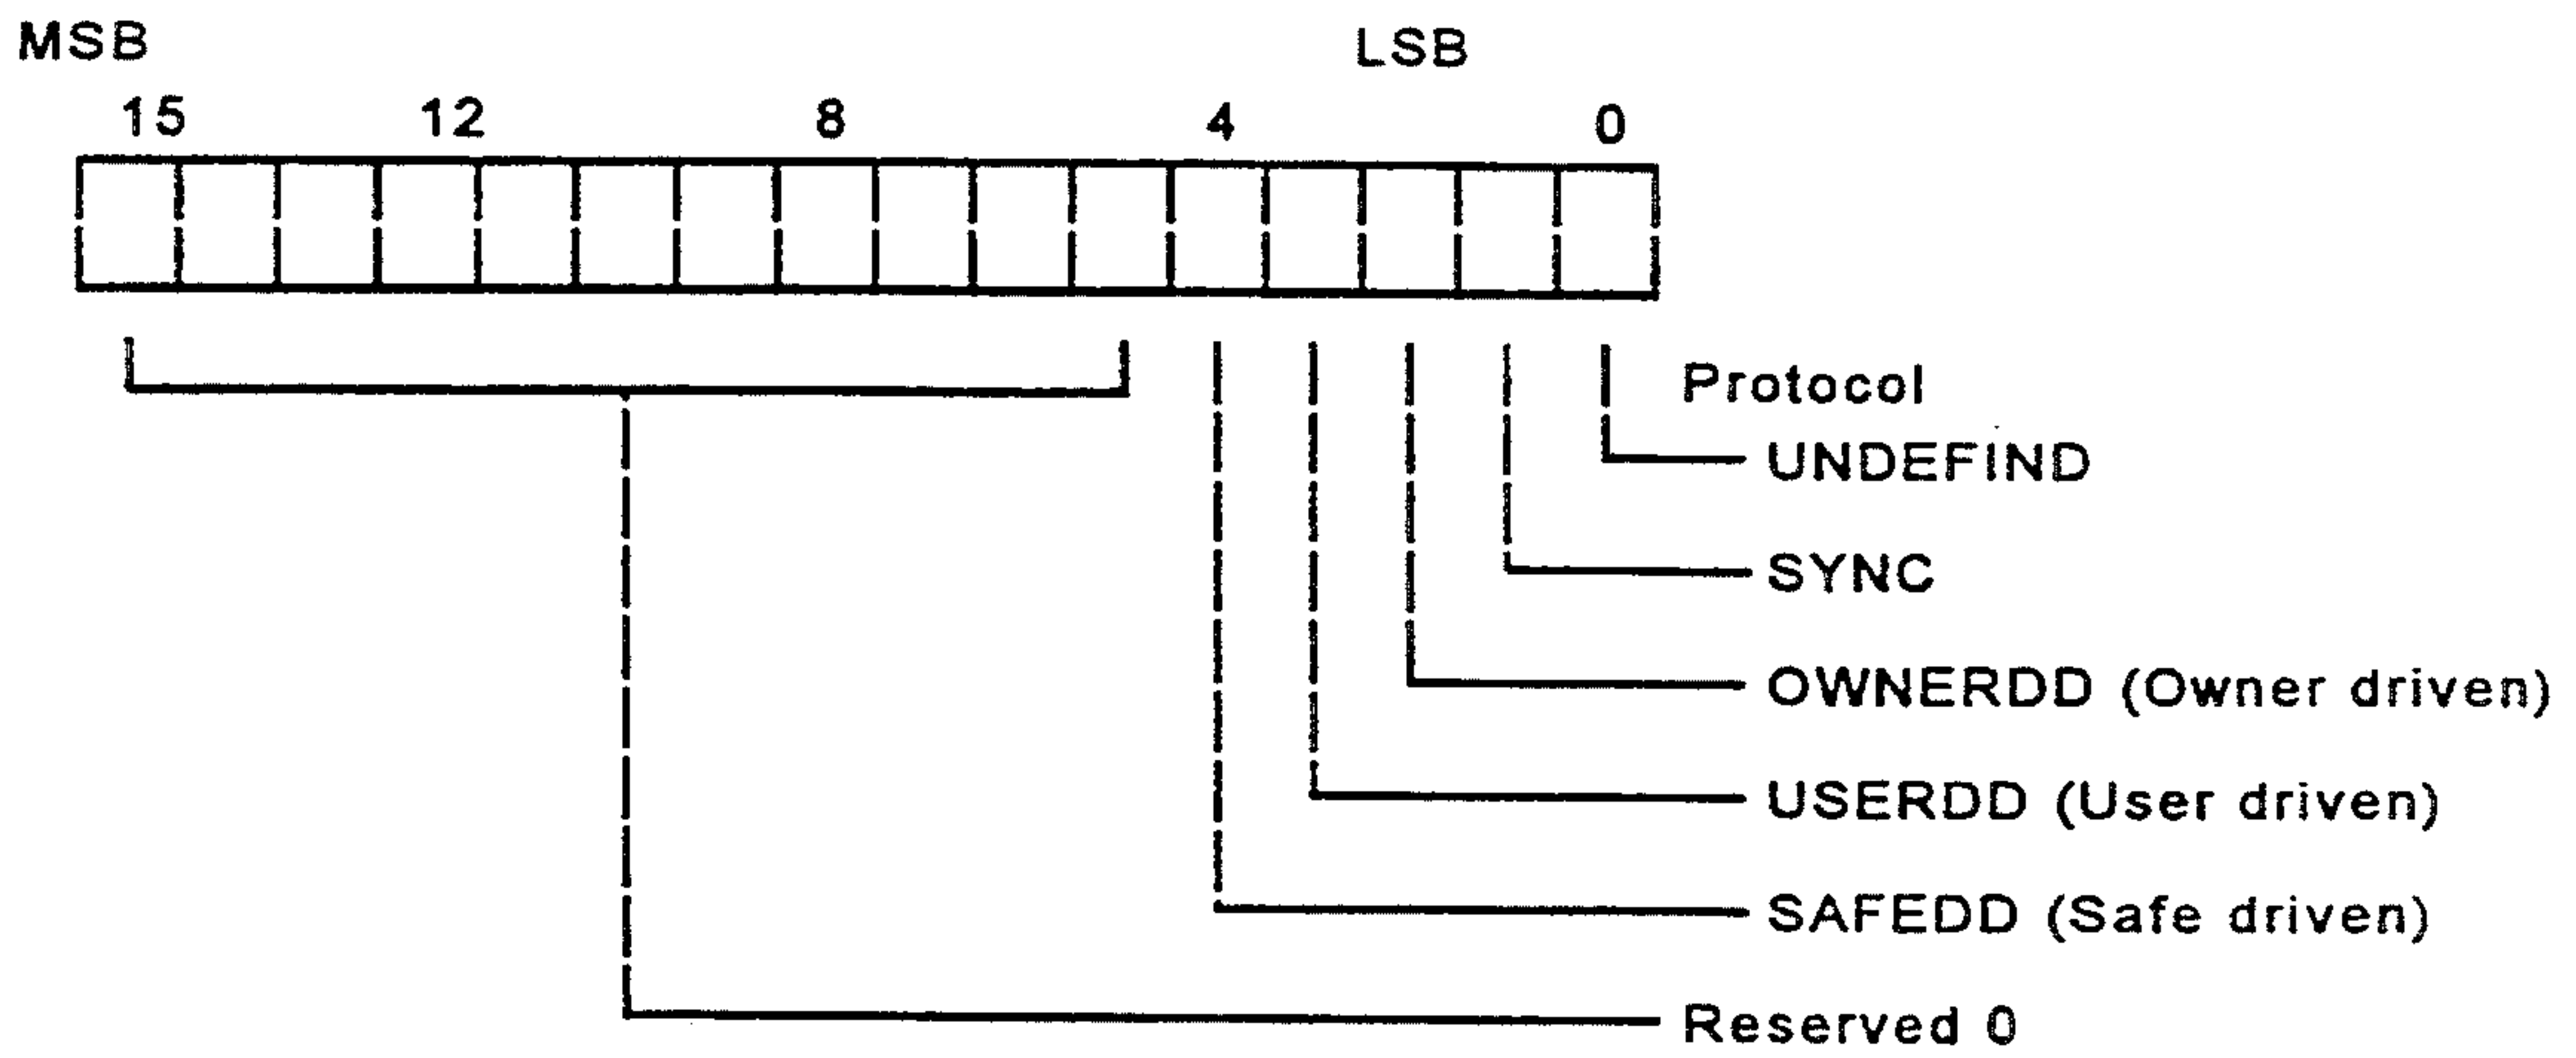 MSB LSB
15 12 8 4 0
Protocol
UNDEFIND
SYNC
OWNERDD (Owner driven)
USERDD (User driven)
SAFEDD (Safe driven)
Reserved 0